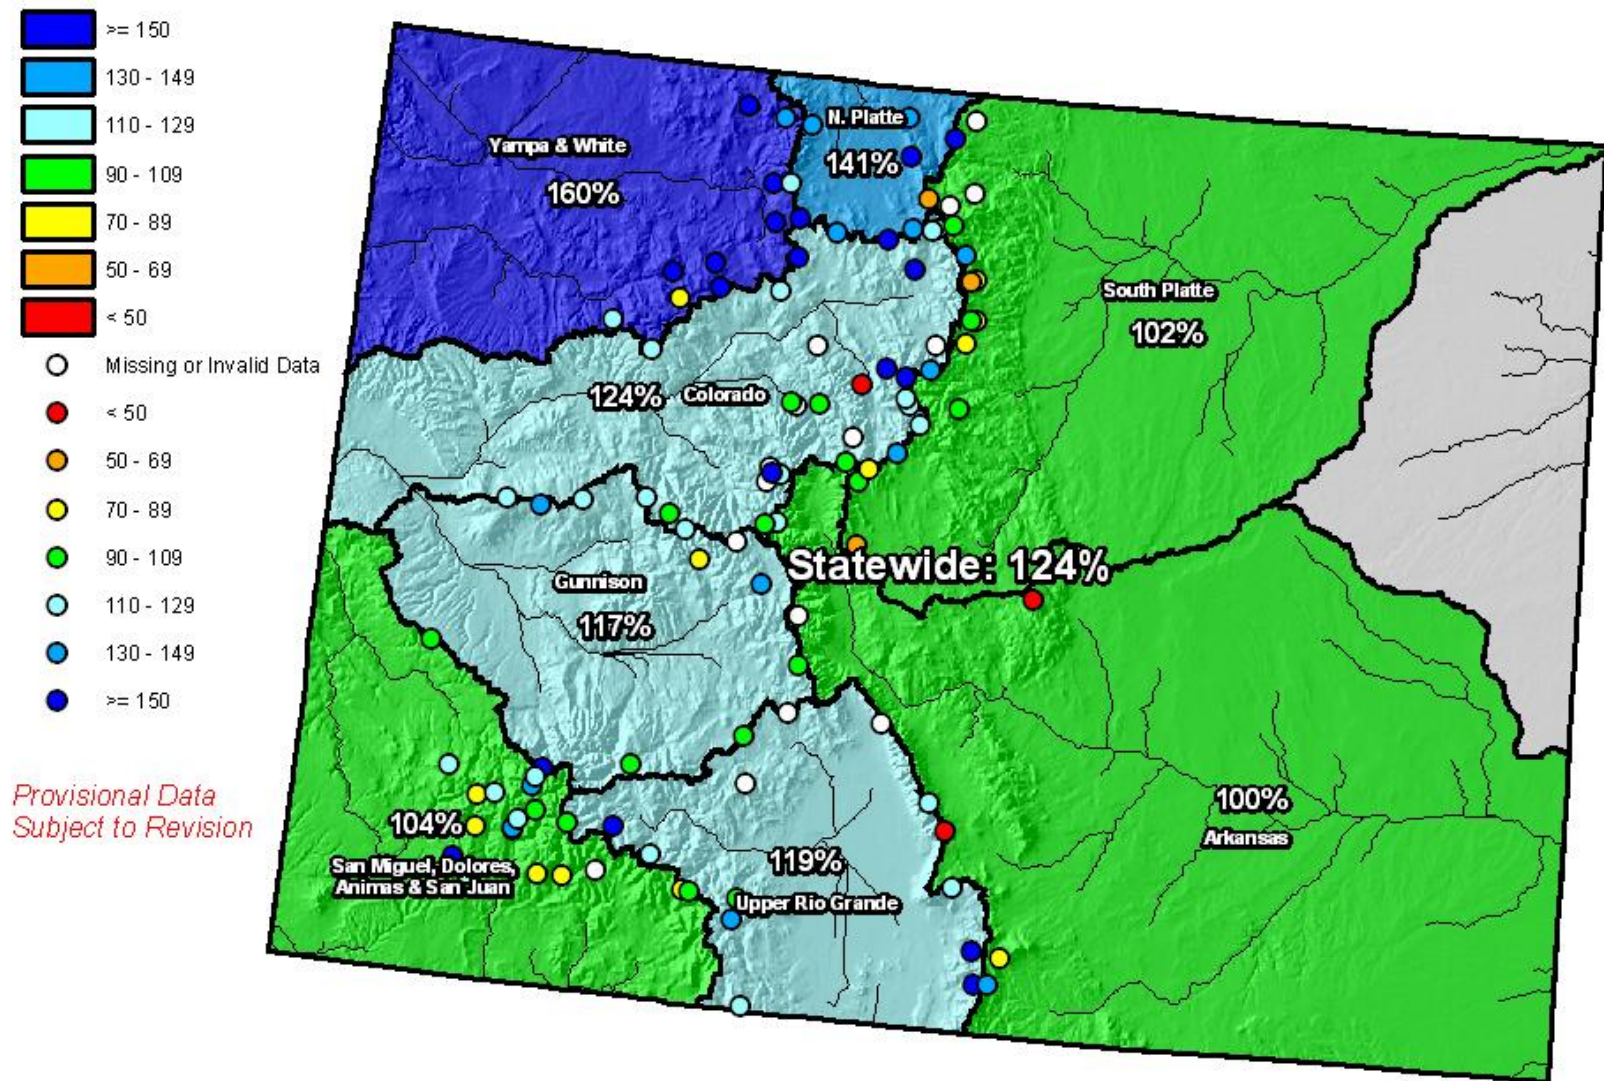 >= 150
130 - 149
110 - 129
90 - 109
70 - 89
50 - 69
< 50
Missing or Invalid Data
< 50
50 - 69
70 - 89
90 - 109
110 - 129
130 - 149
>= 150
Provisional Data
Subject to Revision
Yampa & White
160%
N. Platte
141%
South Platte
102%
124% Colorado
Statewide: 124%
Gunnison
117%
104%
San Miguel, Dolores,
Animas & San Juan
119%
Upper Rio Grande
100%
Arkansas